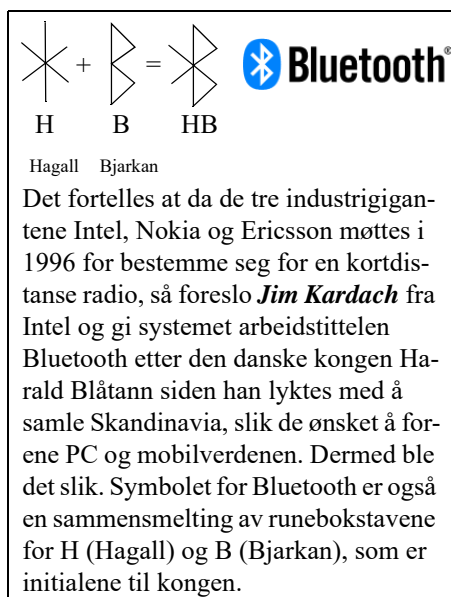 + = Bluetooth®
H B HB
Hagall Bjarkan
Det fortelles at da de tre industrigigan-
tene Intel, Nokia og Ericsson møttes i
1996 for bestemme seg for en kortdis-
tanse radio, så foreslo Jim Kardach fra
Intel og gi systemet arbeidstittelen
Bluetooth etter den danske kongen Ha-
rald Blåtann siden han lyktes med å
samle Skandinavia, slik de ønsket å for-
ene PC og mobilverdenen. Dermed ble
det slik. Symbolet for Bluetooth er også
en sammensmelting av runebokstavene
for H (Hagall) og B (Bjarkan), som er
initialene til kongen.